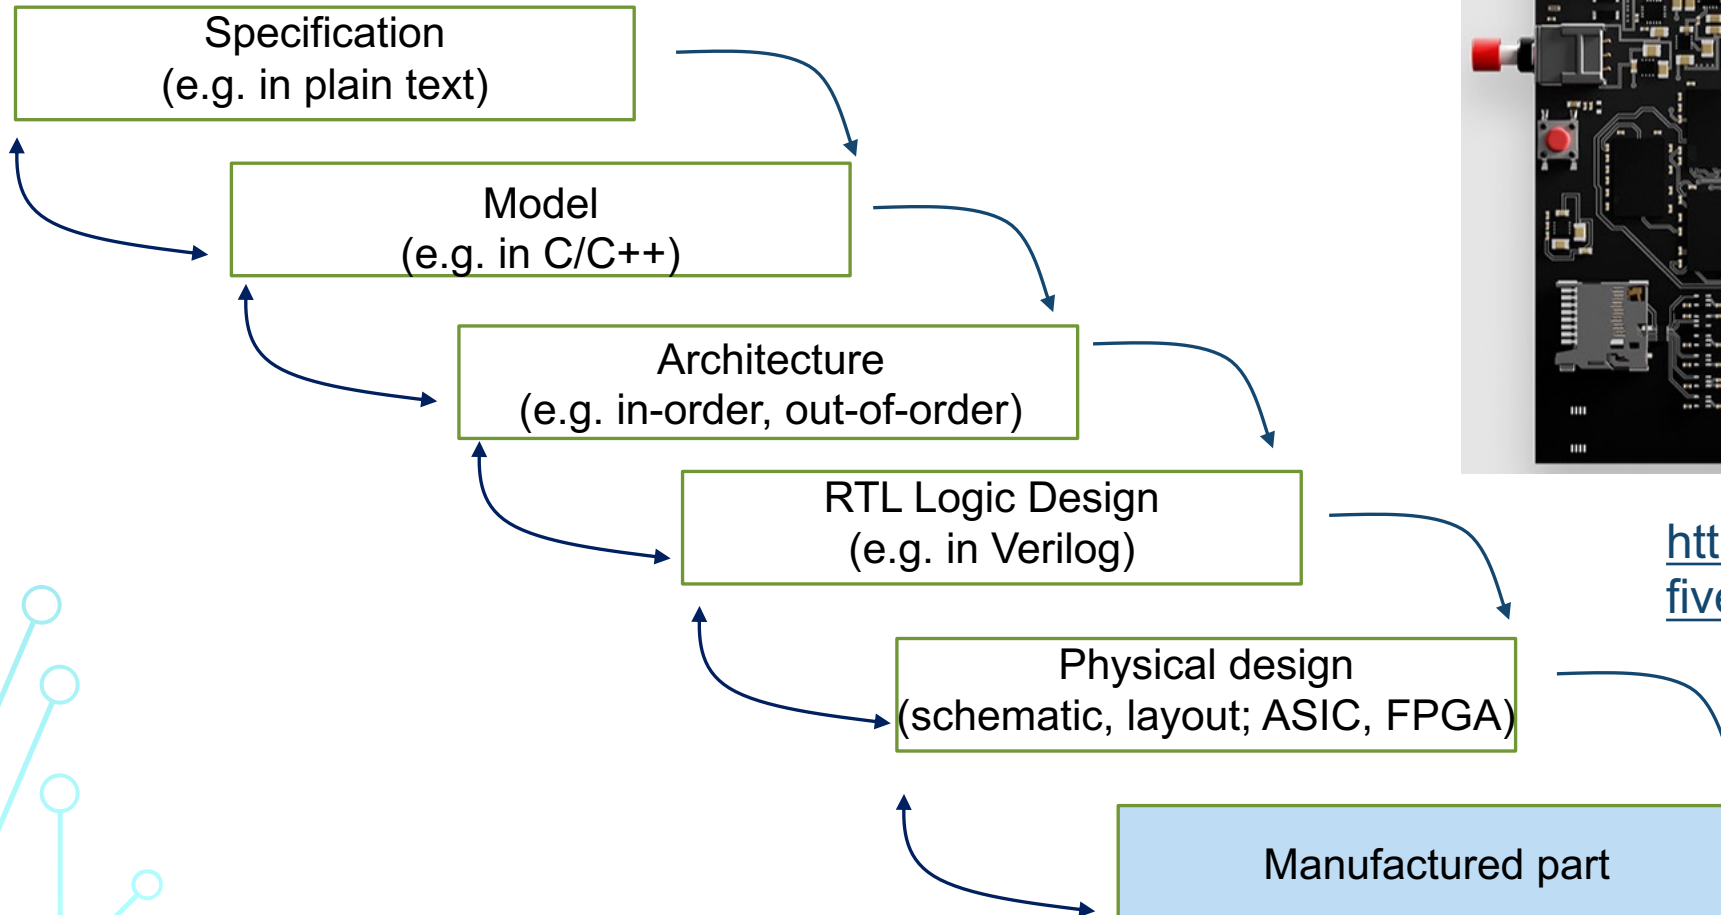 Specification
(e.g. in plain text)
Model
(e.g. in C/C++)
Architecture
(e.g. in-order, out-of-order)
RTL Logic Design
(e.g. in Verilog)
htt
five
Physical design
(schematic, layout; ASIC, FPGA)
Manufactured part